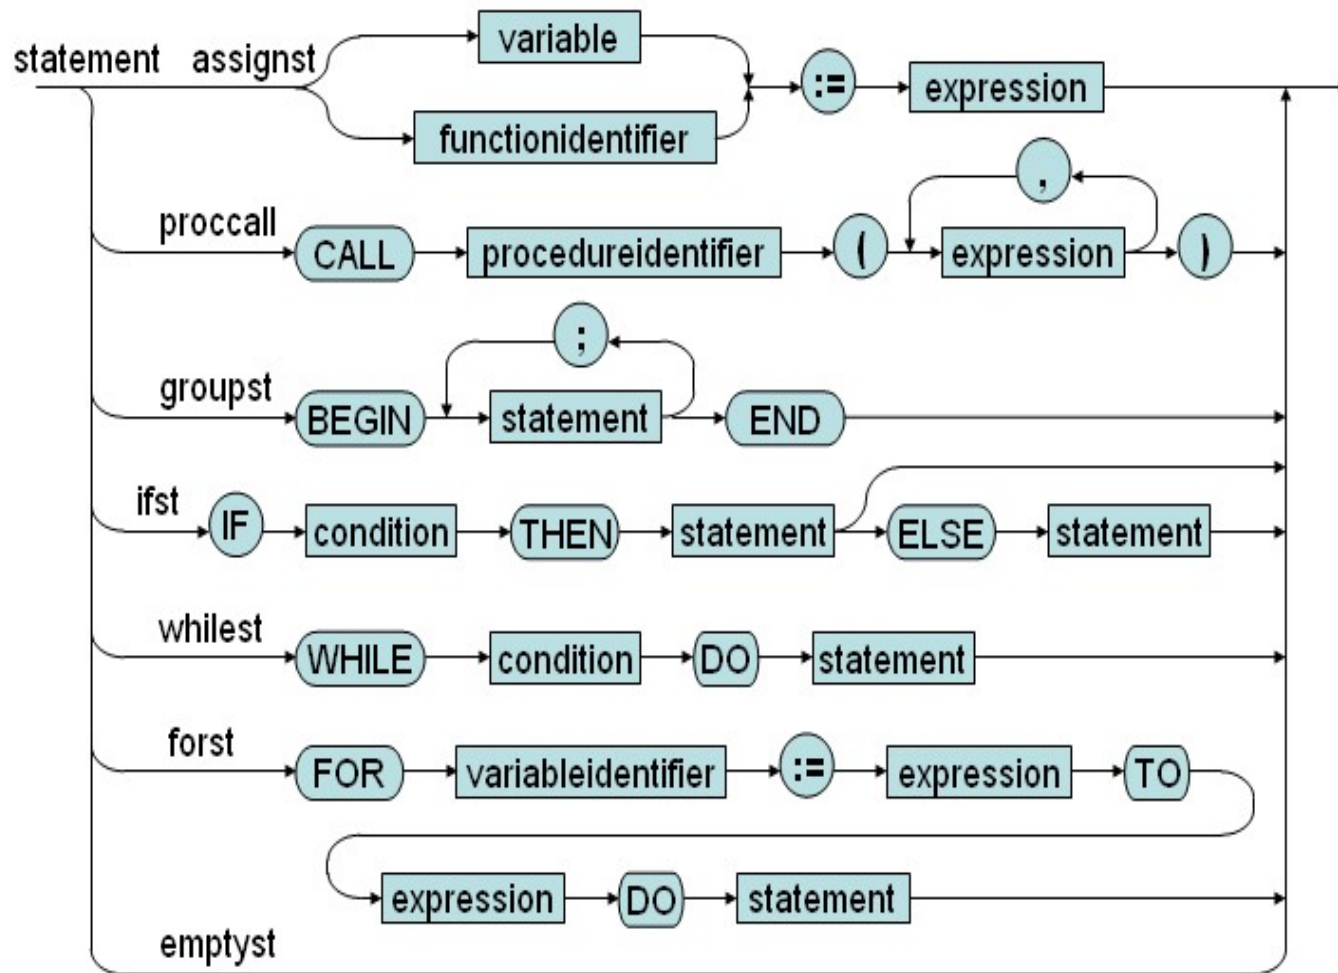 variable
statement assignst := expression
functionidentifier
,
proccall CALL procedureidentifier ( expression )
;
groupst BEGIN statement END
ifst IF condition THEN statement ELSE statement
whilest WHILE condition DO statement
forst FOR variableidentifier := expression TO
expression DO statement
emptyst